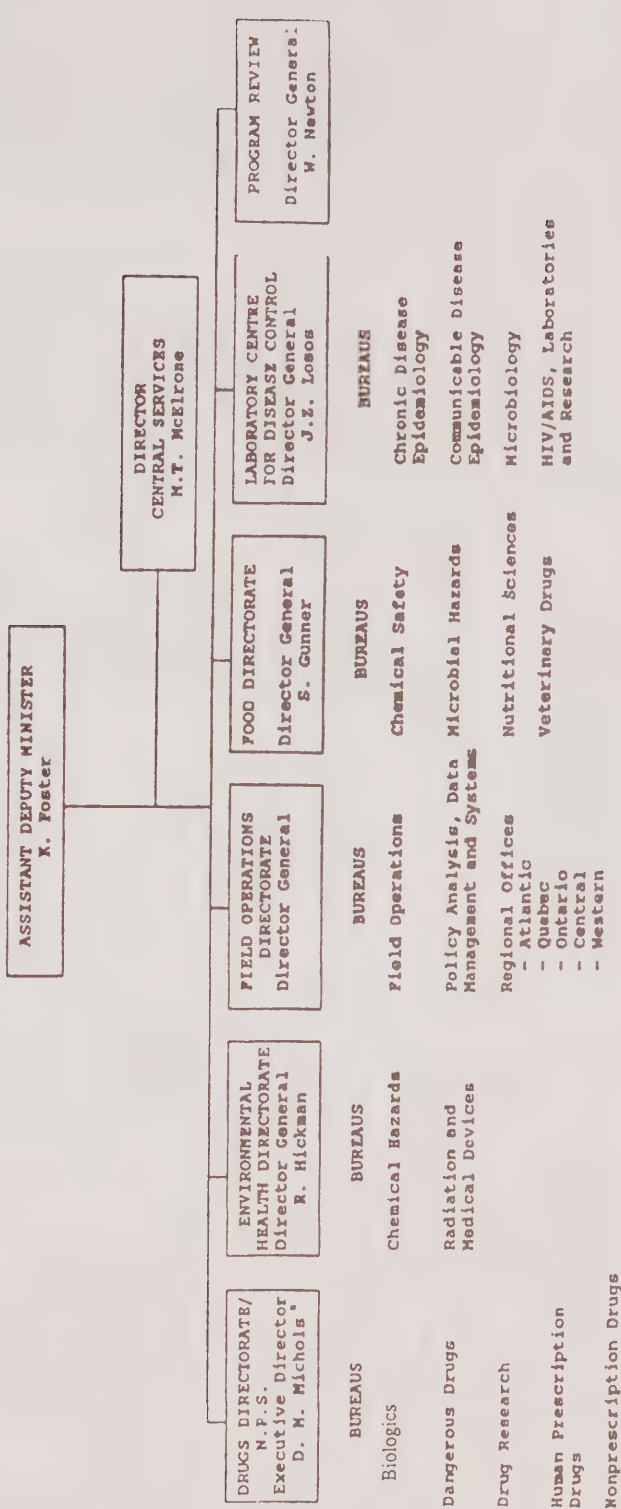 ASSISTANT DEPUTY MINISTER
K. Foster
DIRECTOR
CENTRAL SERVICES
M.T. McElrone
DRUGS DIRECTORATE/
N.P.S.
Executive Director
D. M. Michols
BUREAUS
Biologics
Dangerous Drugs
Drug Research
Human Prescription
Drugs
Nonprescription Drugs
ENVIRONMENTAL
HEALTH DIRECTORATE
Director General
R. Hickman
BUREAUS
Chemical Hazards
Radiation and
Medical Devices
FIELD OPERATIONS
DIRECTORATE
Director General
BUREAUS
Field Operations
Policy Analysis, Data
Management and Systems
Regional Offices
- Atlantic
- Quebec
- Ontario
- Central
- Western
FOOD DIRECTORATE
Director General
S. Gunner
BUREAUS
Chemical Safety
Microbial Hazards
Nutritional Sciences
Veterinary Drugs
LABORATORY CENTRE
FOR DISEASE CONTROL
Director General
J.Z. Losos
BUREAUS
Chronic Disease
Epidemiology
Communicable Disease
Epidemiology
Microbiology
HIV/AIDS, Laboratories
and Research
PROGRAM REVIEW
Director General
W. Newton